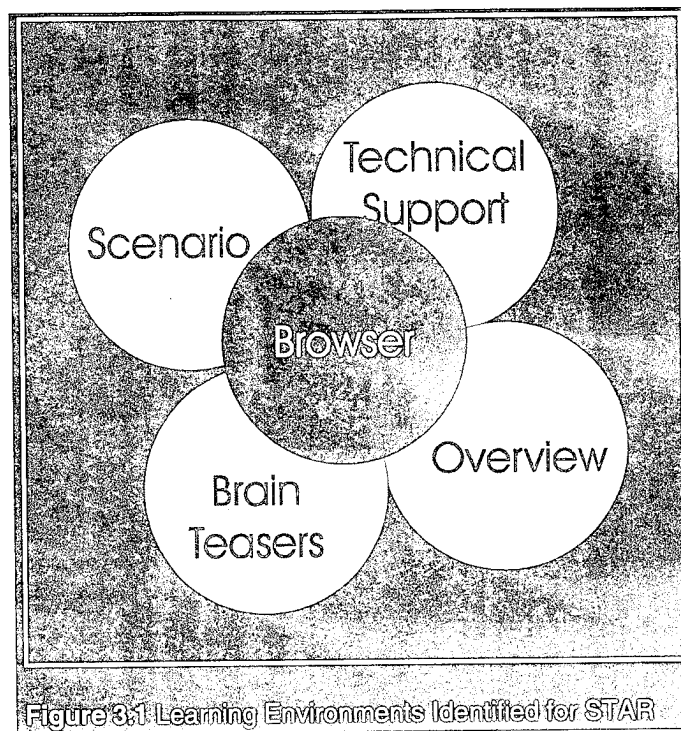 Technical
Support
Scenario
Browser
Overview
Brain
Teasers
Figure 3.1 Learning Environments Identified for STAR